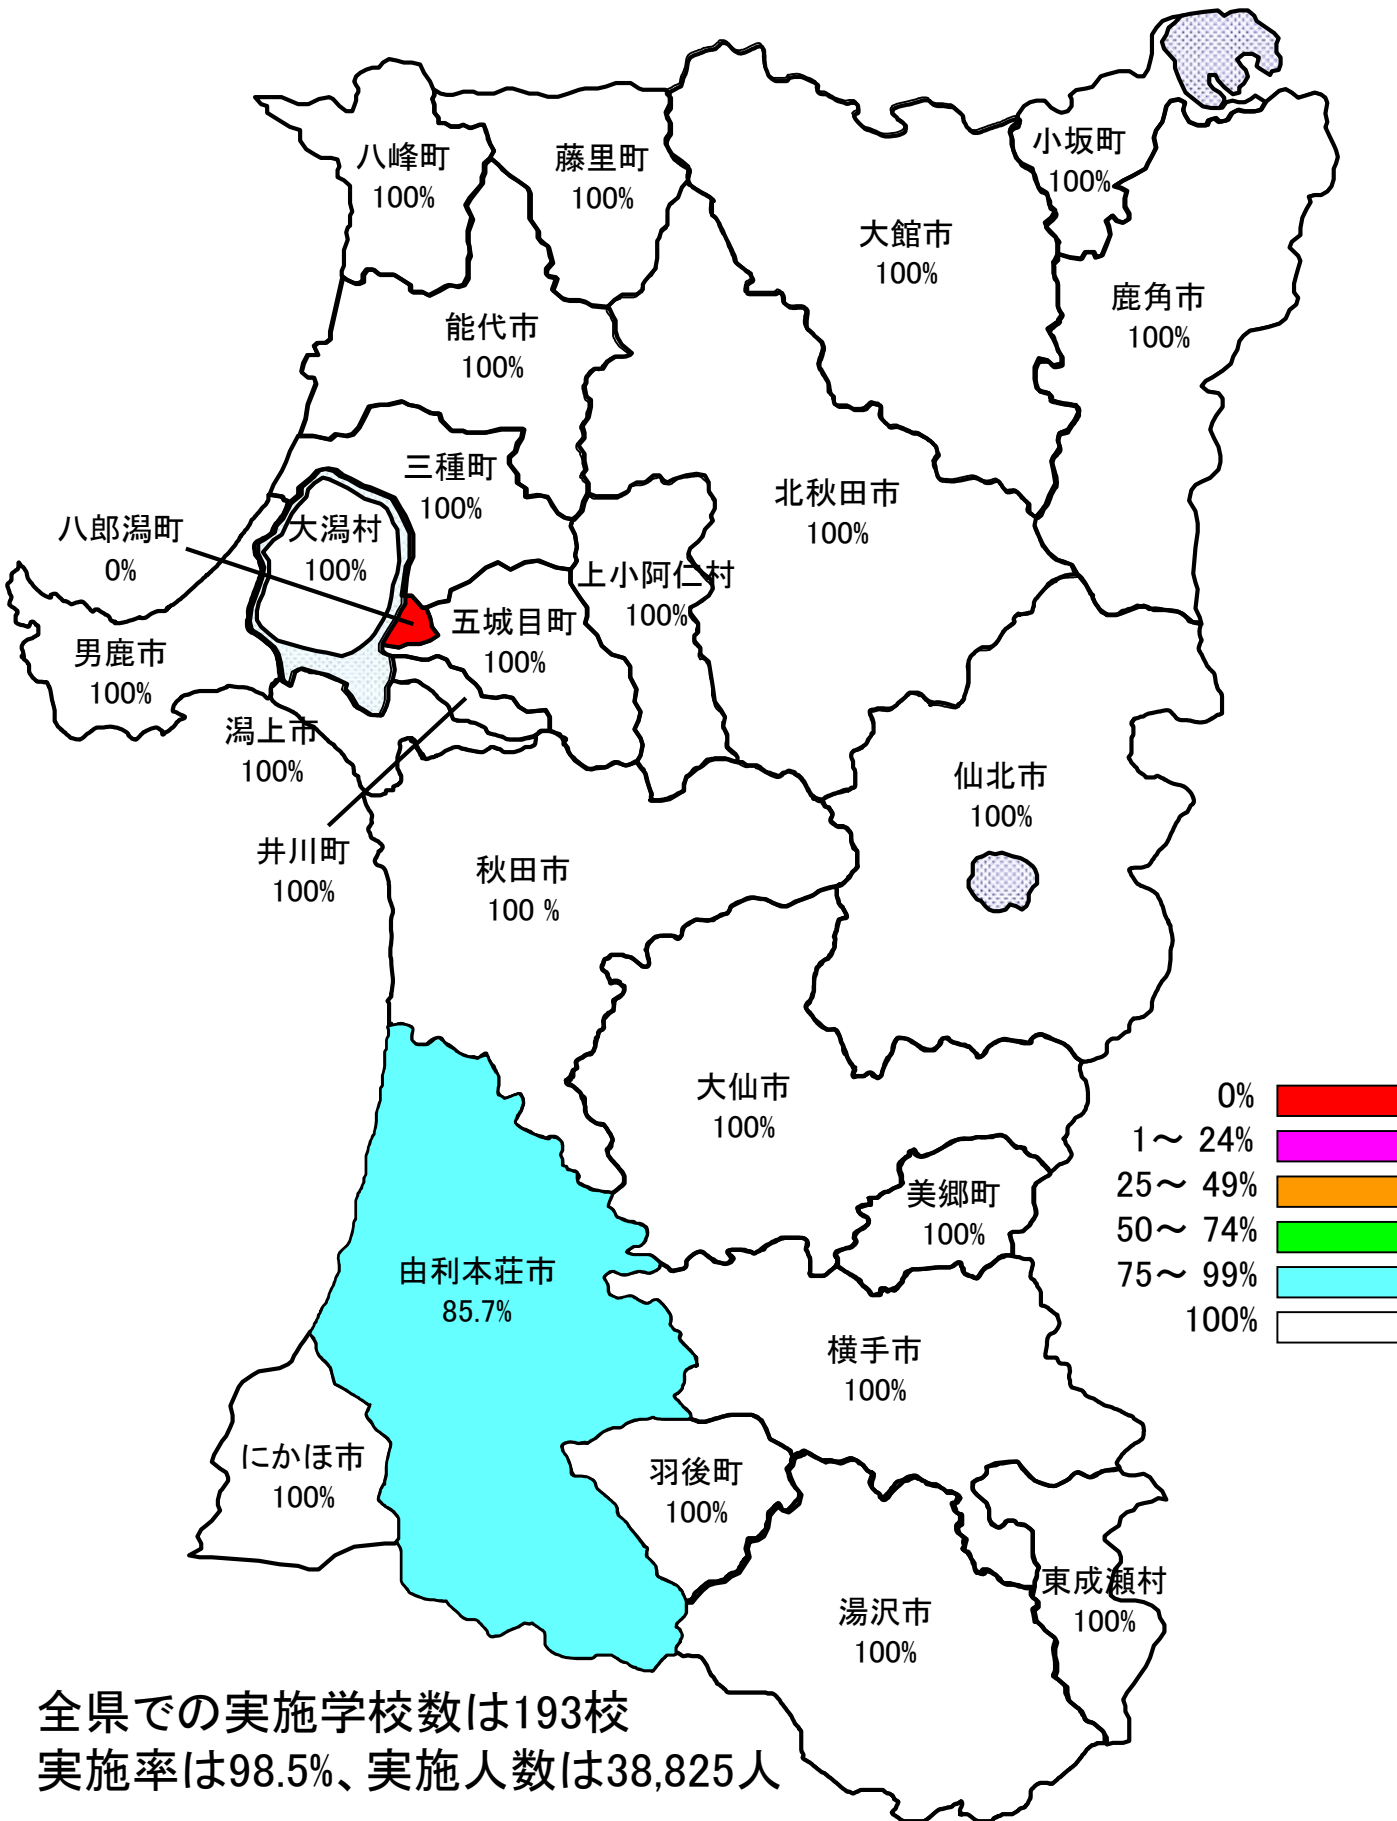 八峰町
100%
藤里町
100%
小坂町
100%
大館市
100%
鹿角市
100%
能代市
100%
三種町
100%
北秋田市
100%
八郎潟町
0%
大潟村
100%
上小阿仁村
100%
五城目町
100%
男鹿市
100%
潟上市
100%
仙北市
100%
井川町
100%
秋田市
100 %
大仙市
100%
美郷町
100%
0%
1～ 24%
25～ 49%
50～ 74%
75～ 99%
100%
由利本荘市
85.7%
横手市
100%
にかほ市
100%
羽後町
100%
東成瀬村
100%
湯沢市
100%
全県での実施学校数は193校
実施率は98.5%、実施人数は38,825人